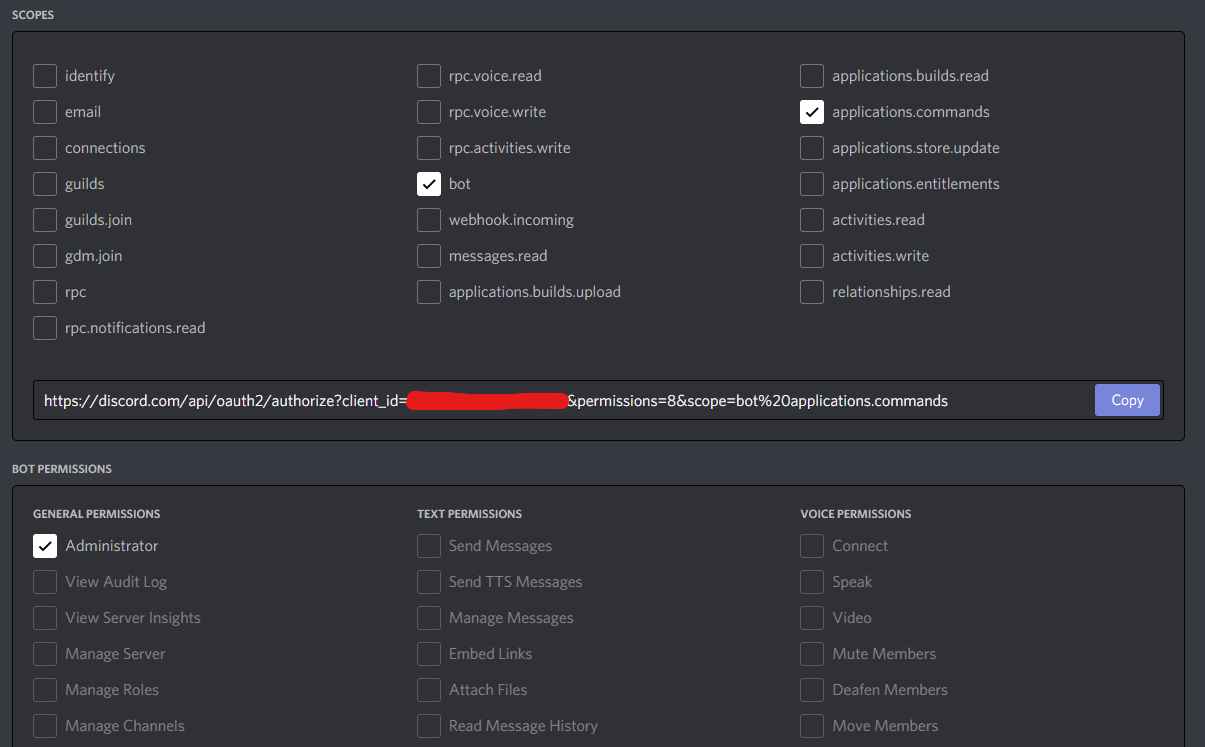 SCOPES
identify
rpc.voice.read
applications.builds.read
email
rpc.voice.write
applications.commands
connections
rpc.activities.write
applications.store.update
guilds
bot
applications.entitlements
guilds.join
webhook.incoming
activities.read
gdm.join
messages.read
activities.write
rpc
applications.builds.upload
relationships.read
rpc.notifications.read
https://discord.com/api/oauth2/authorize?client_id= &permissions=8&scope=bot%20applications.commands
Copy
BOT PERMISSIONS
GENERAL PERMISSIONS
TEXT PERMISSIONS
VOICE PERMISSIONS
Administrator
Send Messages
Connect
View Audit Log
Send TTS Messages
Speak
View Server Insights
Manage Messages
Video
Manage Server
Embed Links
Mute Members
Manage Roles
Attach Files
Deafen Members
Manage Channels
Read Message History
Move Members